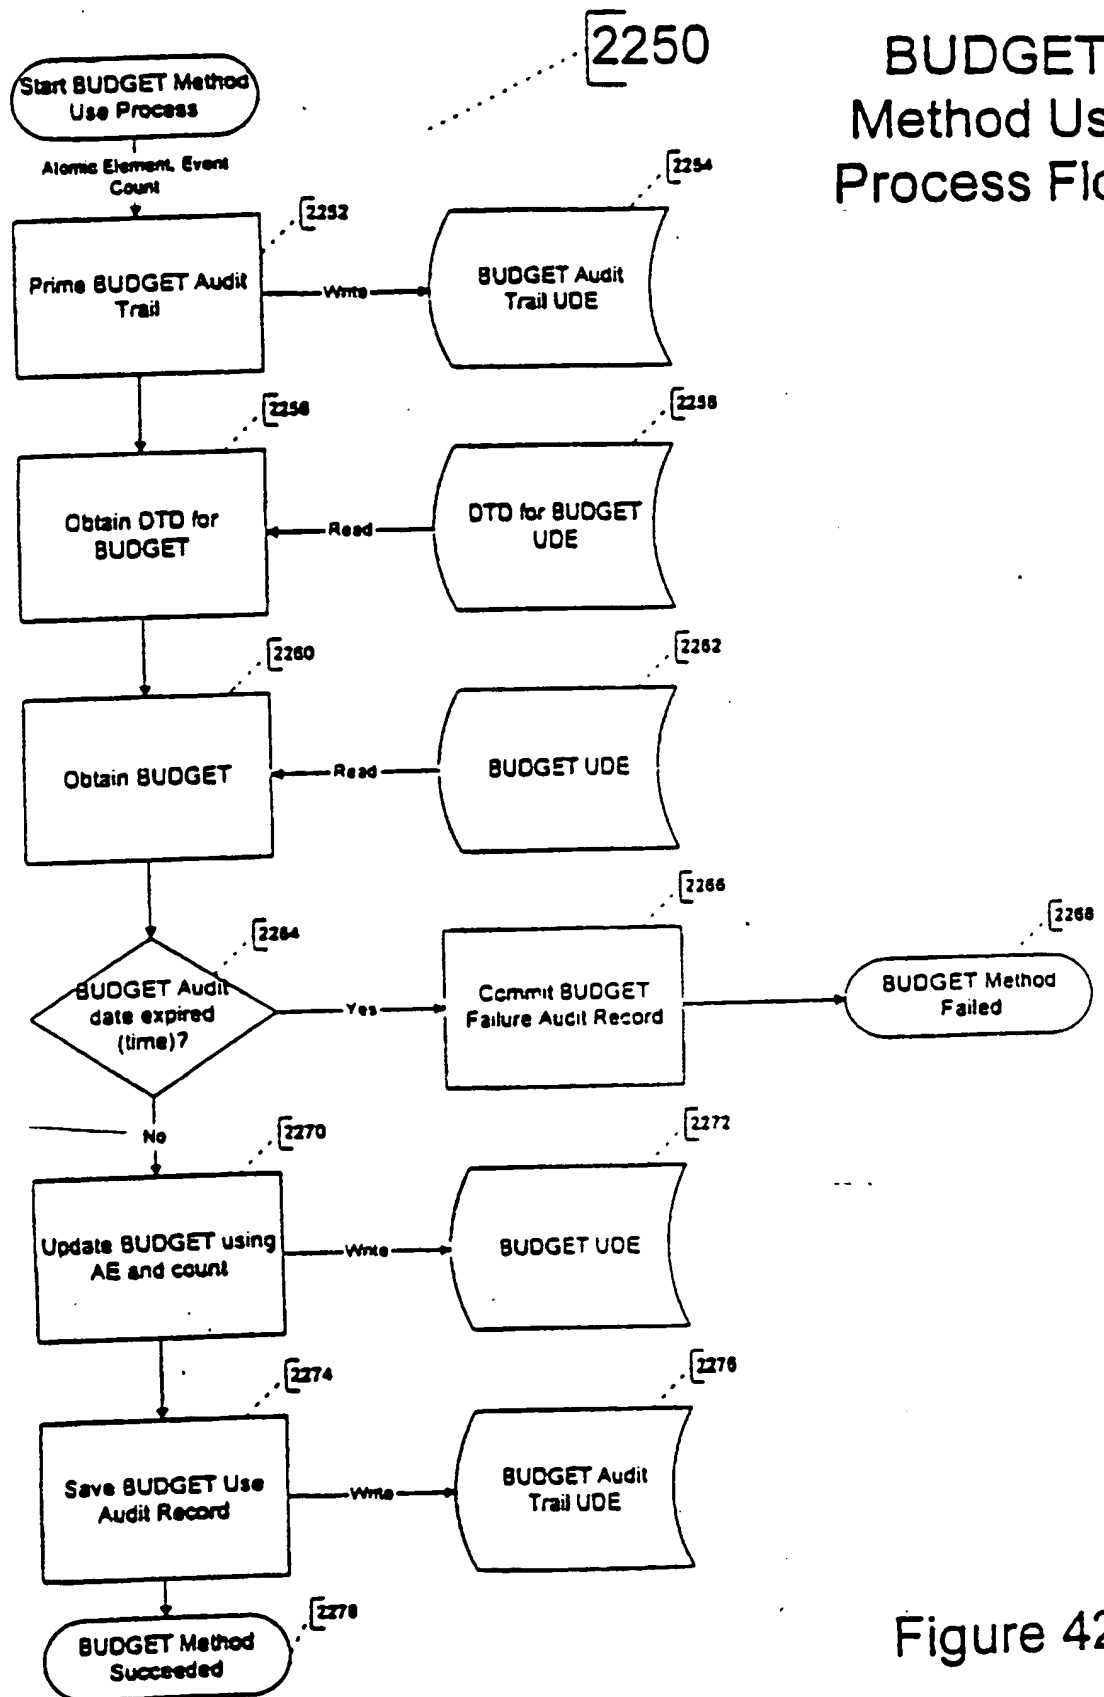 2250
BUDGET
Method Us
Process Flo
Start BUDGET Method
Use Process
Atomic Element, Event
Count
2252
Prime BUDGET Audit
Trail
Write
2254
BUDGET Audit
Trail UDE
2256
Obtain DTD for
BUDGET
Read
2258
DTD for BUDGET
UDE
2260
Obtain BUDGET
Read
2262
BUDGET UDE
2264
BUDGET Audit
date expired
(time)?
Yes
2266
Commit BUDGET
Failure Audit Record
2268
BUDGET Method
Failed
No
2270
Update BUDGET using
AE and count
Write
2272
BUDGET UDE
2274
Save BUDGET Use
Audit Record
Write
2276
BUDGET Audit
Trail UDE
2278
BUDGET Method
Succeeded
Figure 42